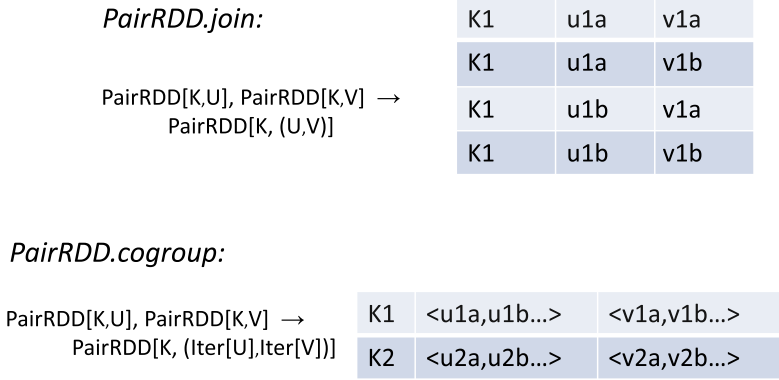 PairRDD.join:
PairRDD[K,U], PairRDD[K,V] →
PairRDD[K, (U,V)]
K1 u1a v1a
K1 u1a v1b
K1 u1b v1a
K1 u1b v1b
PairRDD.cogroup:
PairRDD[K,U], PairRDD[K,V] →
PairRDD[K, (Iter[U],Iter[V])]
K1 <u1a,u1b...> <v1a,v1b...>
K2 <u2a,u2b...> <v2a,v2b...>